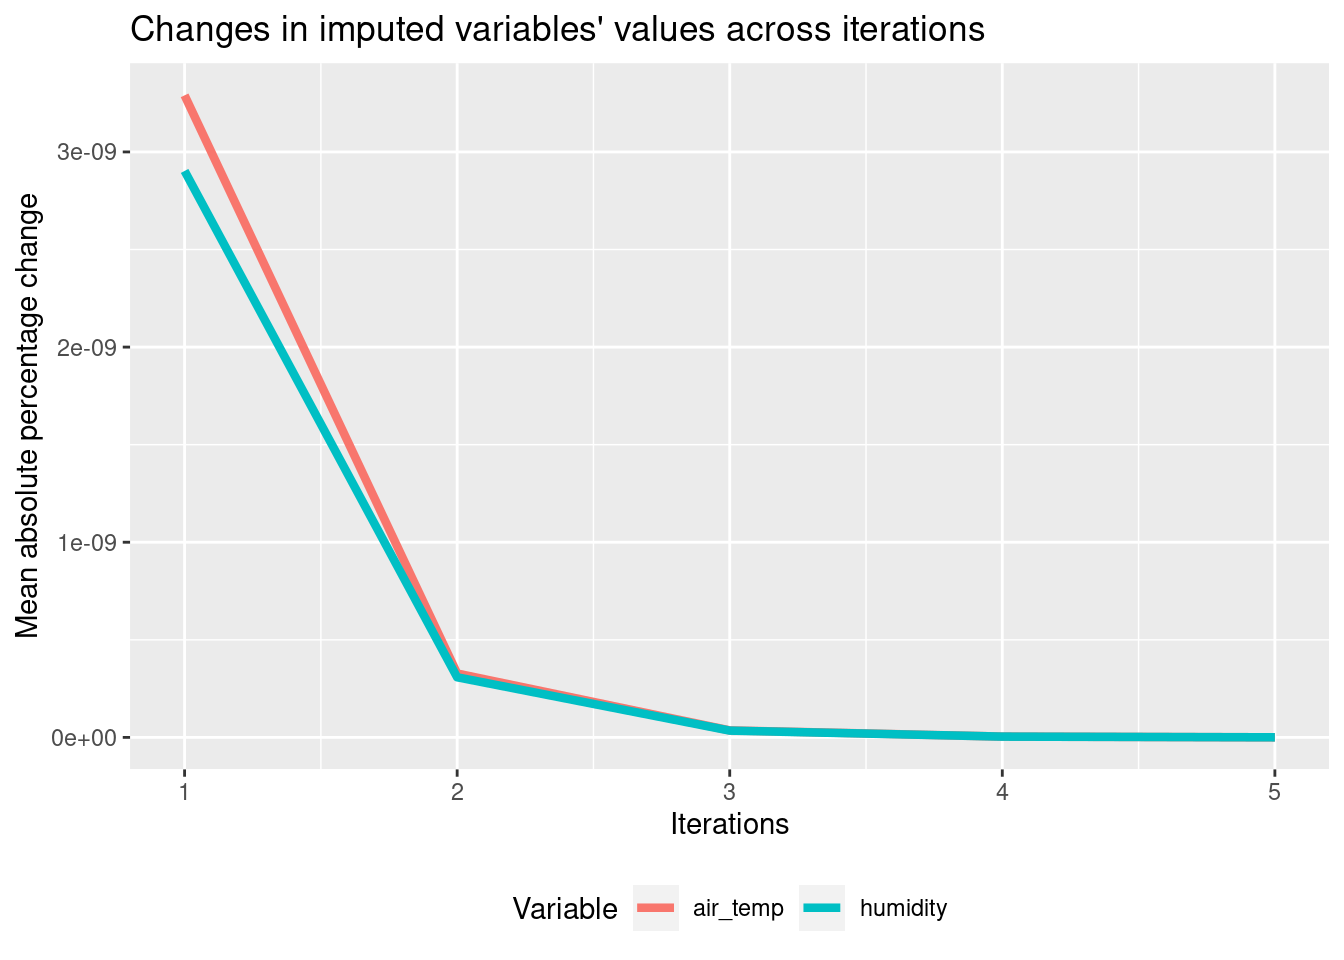 Changes in imputed variables' values across iterations
Mean absolute percentage change
3e-09
2e-09
1e-09
0e+00
1 2 3 4 5
Iterations
Variable air_temp humidity